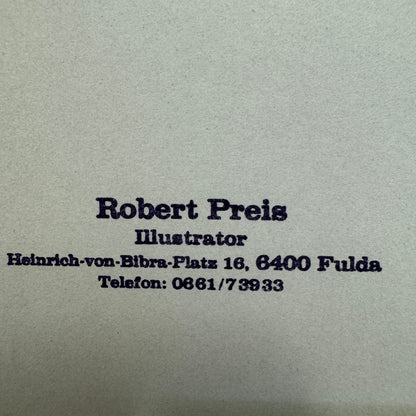 Robert Preis
Illustrator
Heinrich-von-Bibra-Platz 16, 6400 Fulda
Telefon: 0661/73933